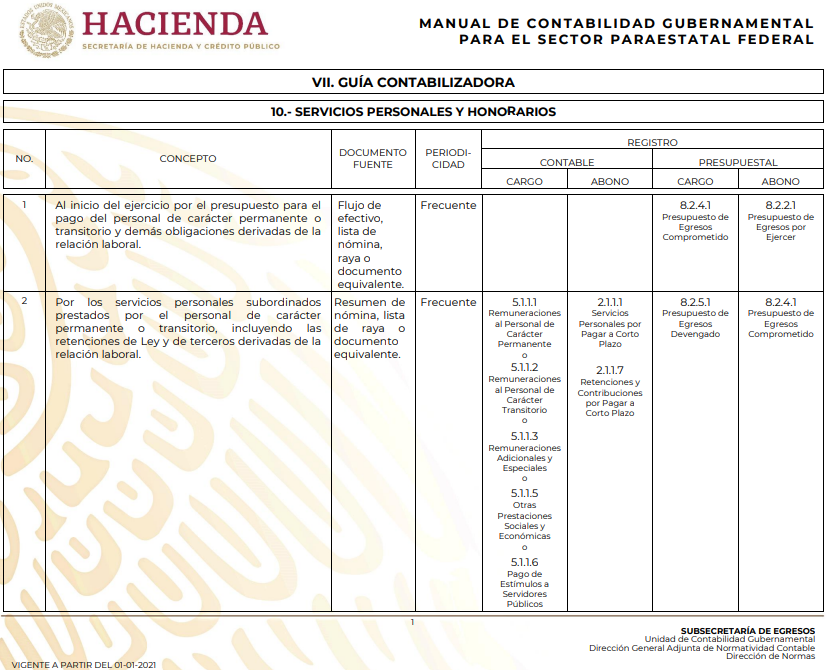 HACIENDA
SECRETARÍA DE HACIENDA Y CRÉDITO PÚBLICO
MANUAL DE CONTABILIDAD GUBERNAMENTAL
PARA EL SECTOR PARAESTATAL FEDERAL
VII. GUÍA CONTABILIZADORA
10.- SERVICIOS PERSONALES Y HONORARIOS
NO.
CONCEPTO
DOCUMENTO
FUENTE
PERIODI-
CIDAD
REGISTRO
CONTABLE
PRESUPUESTAL
CARGO
ABONO
CARGO
ABONO
1
Al inicio del ejercicio por el presupuesto para el
pago del personal de carácter permanente o
transitorio y demás obligaciones derivadas de la
relación laboral.
Flujo de
efectivo,
lista de
nómina,
raya o
documento
equivalente.
Frecuente
8.2.4.1
Presupuesto de
Egresos
Comprometido
8.2.2.1
Presupuesto de
Egresos por
Ejercer
2
Por los servicios personales subordinados
prestados por el personal de carácter
permanente o transitorio, incluyendo las
retenciones de Ley y de terceros derivadas de la
relación laboral.
Resumen de
nómina, lista
de raya o
documento
equivalente.
Frecuente
5.1.1.1
Remuneraciones
al Personal de
Carácter
Permanente
o
5.1.1.2
Remuneraciones
al Personal de
Carácter
Transitorio
o
5.1.1.3
Remuneraciones
Adicionales y
Especiales
o
5.1.1.5
Otras
Prestaciones
Sociales y
Económicas
o
5.1.1.6
Pago de
Estímulos a
Servidores
Públicos
2.1.1.1
Servicios
Personales por
Pagar a Corto
Plazo
2.1.1.7
Retenciones y
Contribuciones
por Pagar a
Corto Plazo
8.2.5.1
Presupuesto de
Egresos
Devengado
8.2.4.1
Presupuesto de
Egresos
Comprometido
1
SUBSECRETARÍA DE EGRESOS
Unidad de Contabilidad Gubernamental
Dirección General Adjunta de Normatividad Contable
Dirección de Normas
VIGENTE A PARTIR DEL 01-01-2021